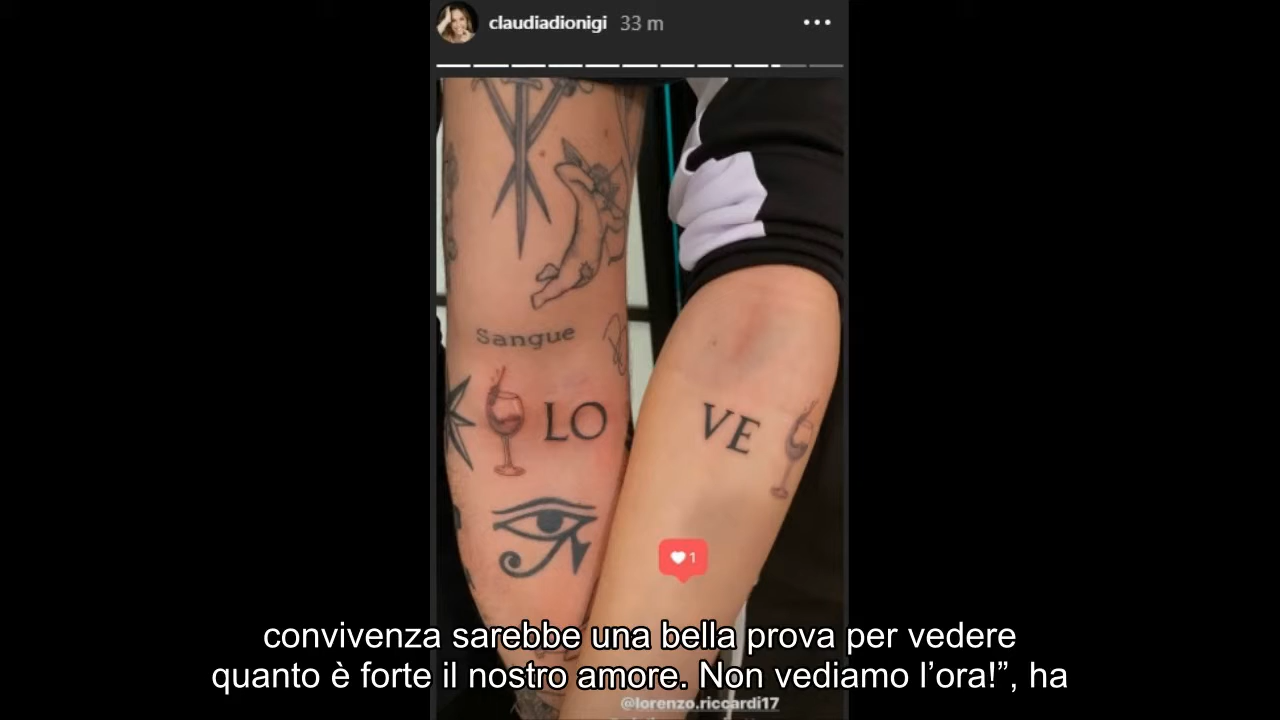 claudiadionigi 33 m
Sangue
LO
VE
1
convivenza sarebbe una bella prova per vedere
quanto è forte il nostro amore. Non vediamo l’ora!”, ha
@lorenzo.riccardi17